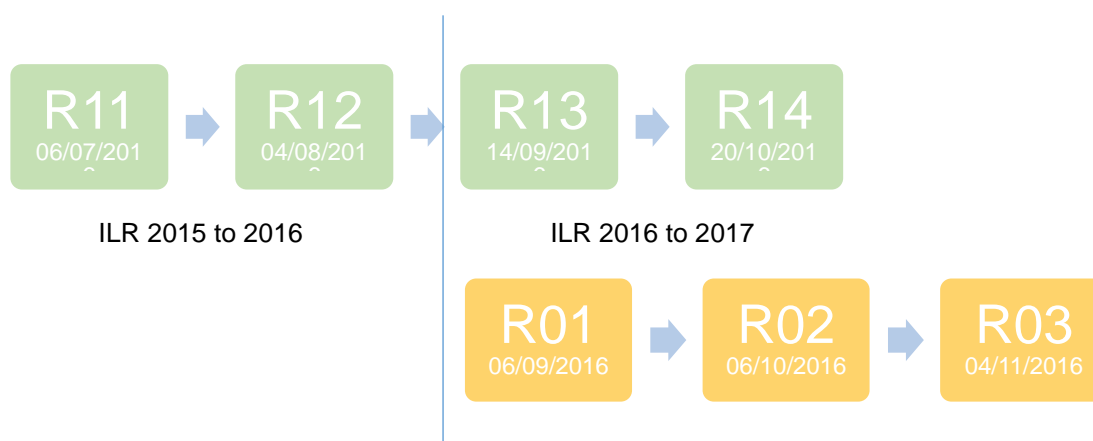 R11
06/07/201
R12
04/08/201
R13
14/09/201
R14
20/10/201
ILR 2015 to 2016
ILR 2016 to 2017
R01
06/09/2016
R02
06/10/2016
R03
04/11/2016